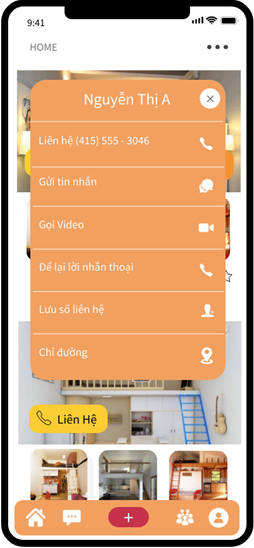 9:41
HOME
Nguyễn Thị A
Liên hệ (415) 555 - 3046
Gửi tin nhắn
Gọi Video
Để lại lời nhắn thoại
Lưu số liên hệ
Chỉ đường
Liên Hệ